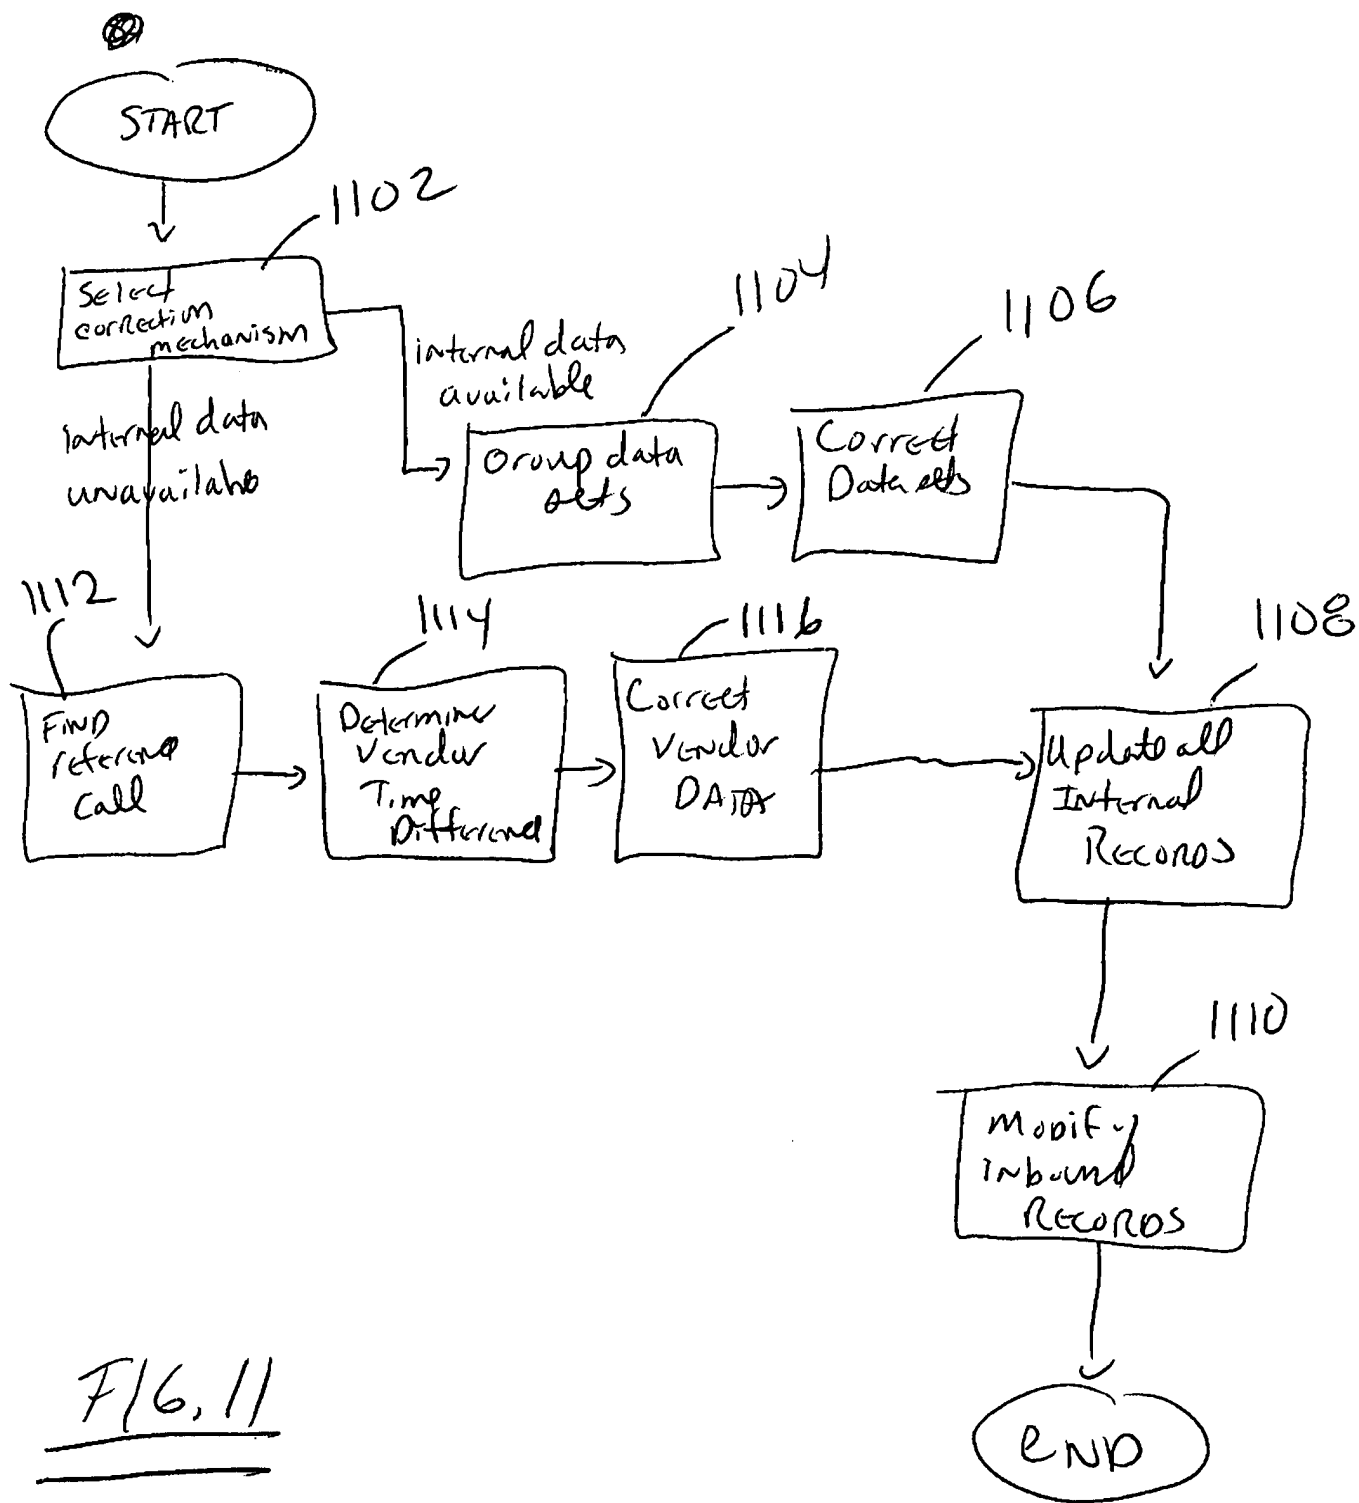 START
1102
Select
correction
mechanism
internal data
available
1104
Group data
sets
1106
Correct
Data sets
internal data
unavailable
1112
FIND
reference
call
1114
Determine
Vendor
Time
Difference
1116
Correct
Vendor
DATA
1108
Update all
Internal
RECORDS
1110
Modify
inbound
RECORDS
END
FIG. 11